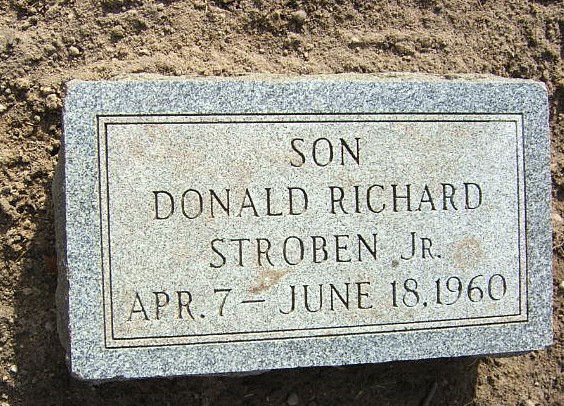 SON
DONALD RICHARD
STROBEN JR.
APR. 7 – JUNE 18, 1960